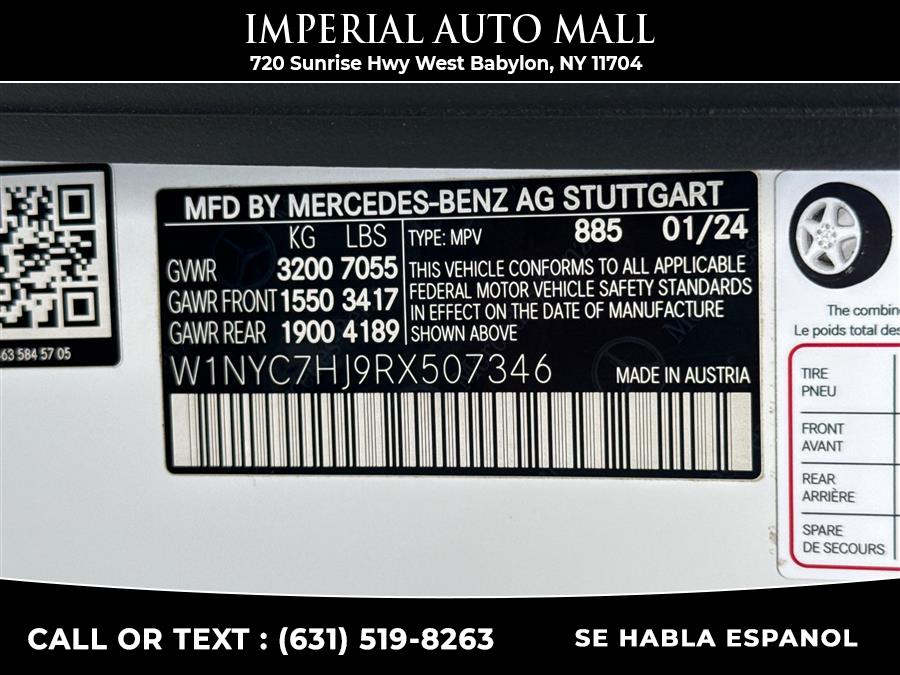 IMPERIAL AUTO MALL
720 Sunrise Hwy West Babylon, NY 11704
MFD BY MERCEDES-BENZ AG STUTTGART
KG LBS
GVWR 3200 7055
GAWR FRONT 1550 3417
GAWR REAR 1900 4189
TYPE: MPV 885 01/24
THIS VEHICLE CONFORMS TO ALL APPLICABLE
FEDERAL MOTOR VEHICLE SAFETY STANDARDS
IN EFFECT ON THE DATE OF MANUFACTURE
SHOWN ABOVE
W1NYC7HJ9RX507346 MADE IN AUSTRIA
63 584 57 05
The combin
Le poids total des
TIRE
PNEU
FRONT
AVANT
REAR
ARRIÈRE
SPARE
DE SECOURS
CALL OR TEXT : (631) 519-8263
SE HABLA ESPANOL